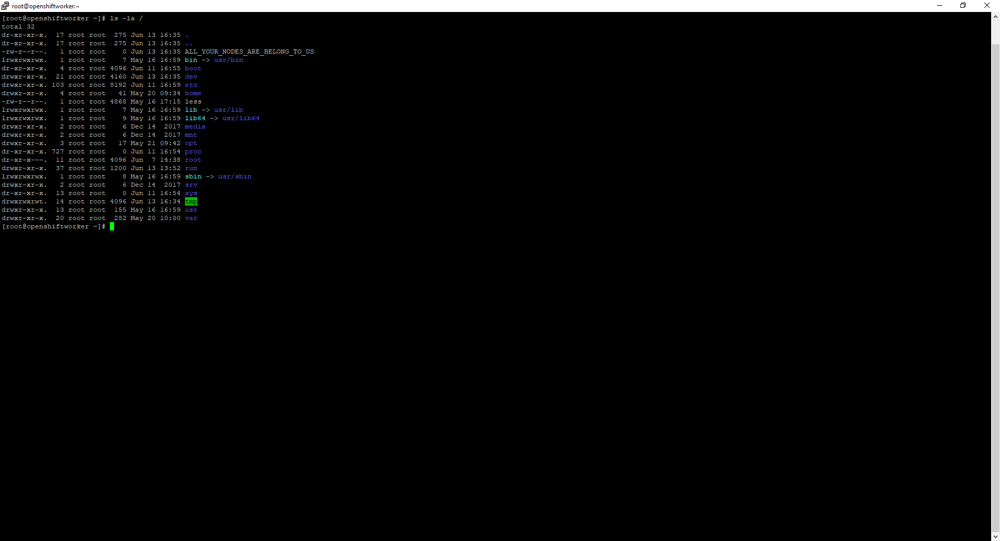 root@openshiftworker:~
[root@openshiftworker ~]# ls -la /
total 32
dr-xr-xr-x.  17 root root  275 Jun 13 16:35 .
dr-xr-xr-x.  17 root root  275 Jun 13 16:35 ..
-rw-r--r--.   1 root root    0 Jun 13 16:35 ALL_YOUR_NODES_ARE_BELONG_TO_US
lrwxrwxrwx.   1 root root    7 May 16 16:59 bin -> usr/bin
dr-xr-xr-x.   4 root root 4096 Jun 11 16:55 boot
drwxr-xr-x.  21 root root 4160 Jun 13 16:35 dev
drwxr-xr-x. 103 root root 8192 Jun 11 16:59 etc
drwxr-xr-x.   4 root root   41 May 20 09:34 home
-rw-r--r--.   1 root root 4868 May 16 17:15 less
lrwxrwxrwx.   1 root root    7 May 16 16:59 lib -> usr/lib
lrwxrwxrwx.   1 root root    9 May 16 16:59 lib64 -> usr/lib64
drwxr-xr-x.   2 root root    6 Dec 14  2017 media
drwxr-xr-x.   2 root root    6 Dec 14  2017 mnt
drwxr-xr-x.   3 root root   17 May 21 09:42 opt
dr-xr-xr-x. 727 root root    0 Jun 11 16:54 proc
dr-xr-x---.  11 root root 4096 Jun  7 14:38 root
drwxr-xr-x.  37 root root 1200 Jun 13 13:52 run
lrwxrwxrwx.   1 root root    8 May 16 16:59 sbin -> usr/sbin
drwxr-xr-x.   2 root root    6 Dec 14  2017 srv
dr-xr-xr-x.  13 root root    0 Jun 11 16:54 sys
drwxrwxrwt.  14 root root 4096 Jun 13 16:34 tmp
drwxr-xr-x.  13 root root  155 May 16 16:59 usr
drwxr-xr-x.  20 root root  282 May 20 10:00 var
[root@openshiftworker ~]#